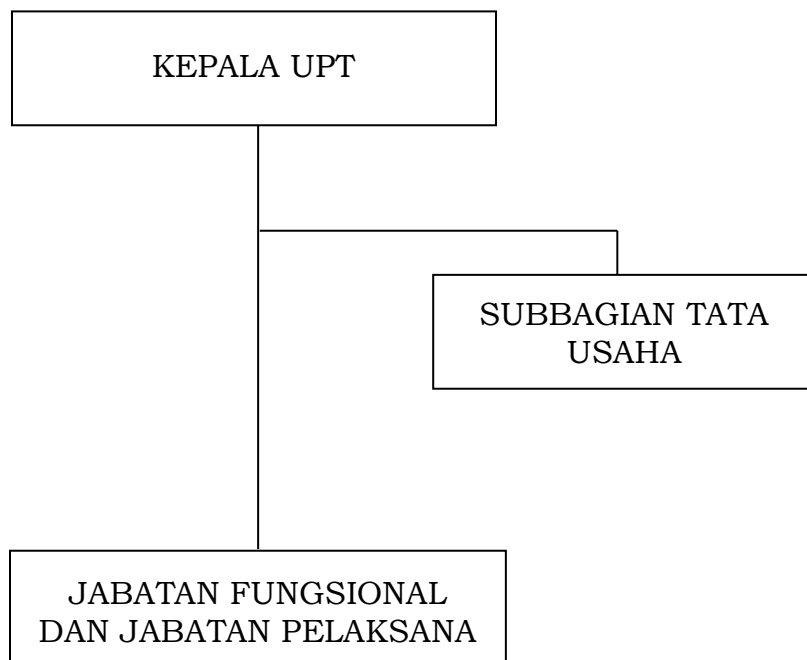 KEPALA UPT
SUBBAGIAN TATA
USAHA
JABATAN FUNGSIONAL
DAN JABATAN PELAKSANA